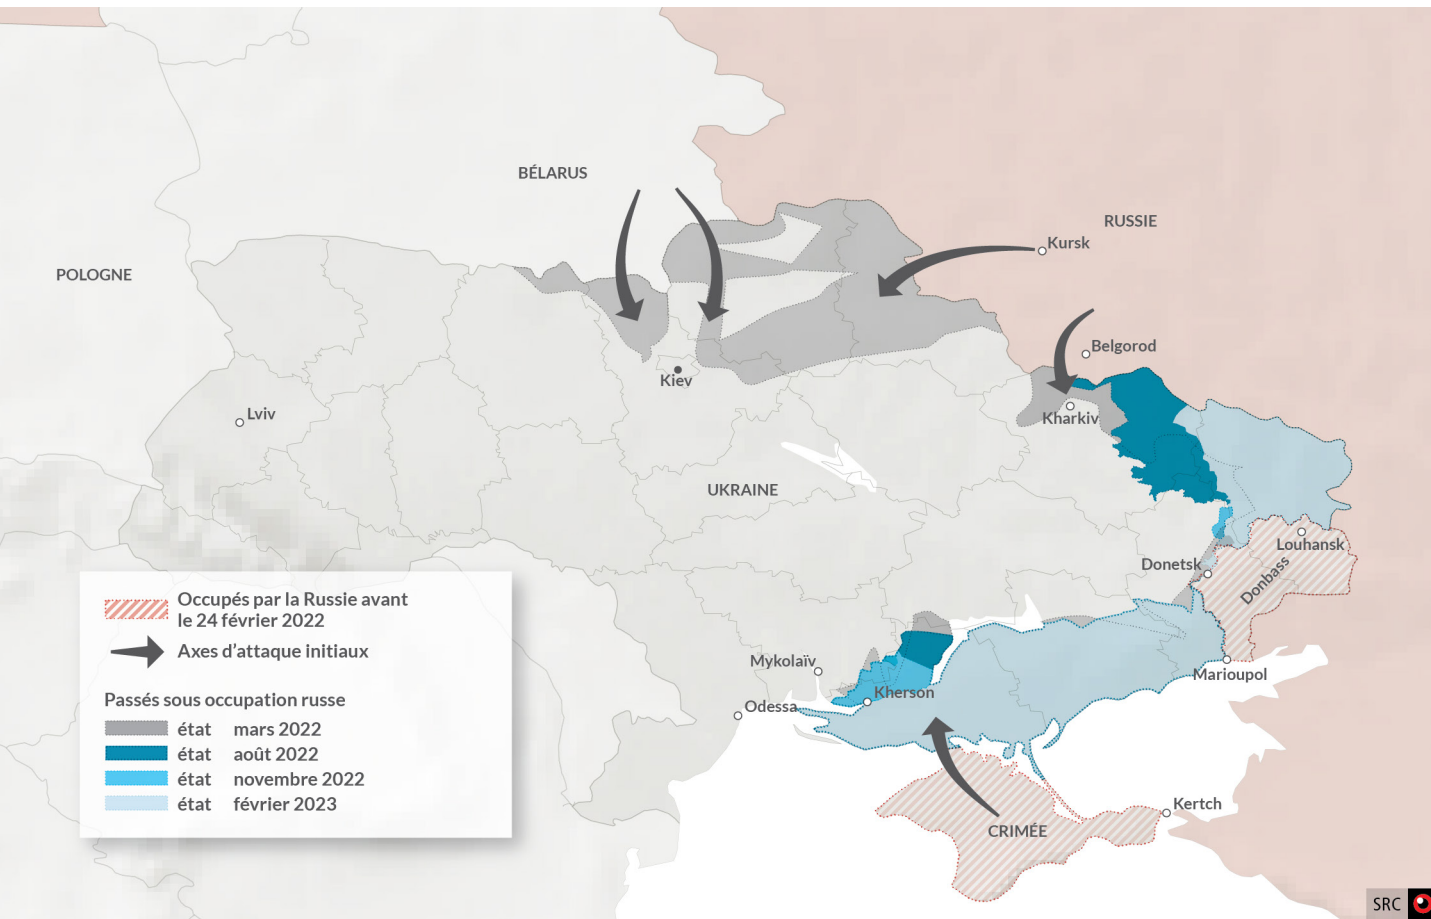 BÉLARUS
RUSSIE
Kursk
POLOGNE
Belgorod
Kiev
Lviv
Kharkiv
UKRAINE
Louhansk
Donetsk
Donbass
Occupés par la Russie avant
le 24 février 2022
Axes d'attaque initiaux
Passés sous occupation russe
état mars 2022
état août 2022
état novembre 2022
état février 2023
Mykolaïv
Marioupol
Kherson
Odessa
Kertch
CRIMÉE
SRC